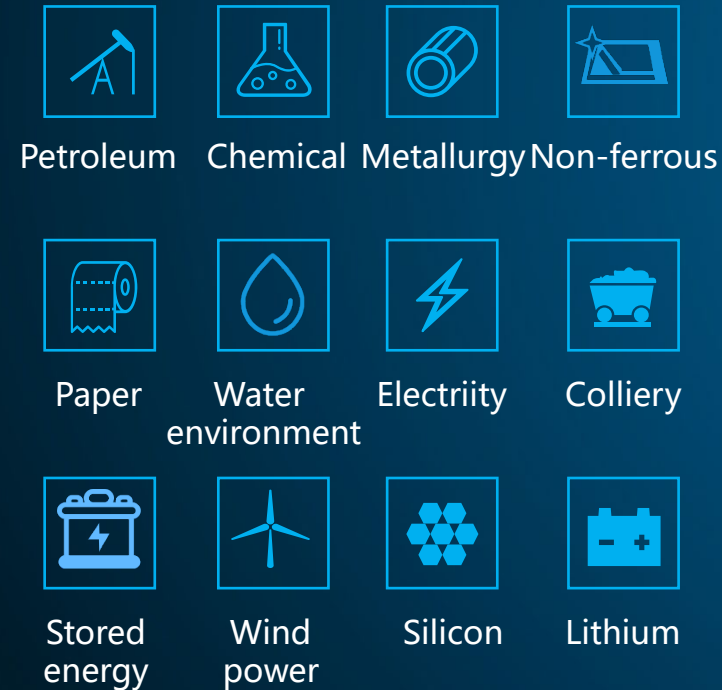 Petroleum Chemical Metallurgy Non-ferrous
Paper Water environment Electriity Colliery
Stored energy Wind power Silicon Lithium